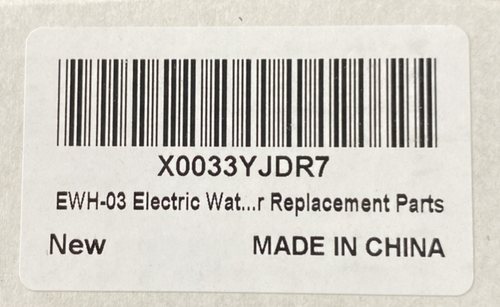 X0033YJDR7
EWH-03 Electric Wat...r Replacement Parts
New MADE IN CHINA